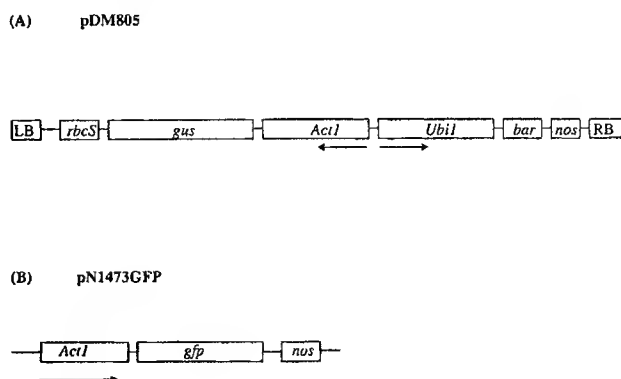 (A) pDM805
LB rbcS gus Act1 Ubi1 bar nos RB
(B) pN1473GFP
Act1 gfp nos